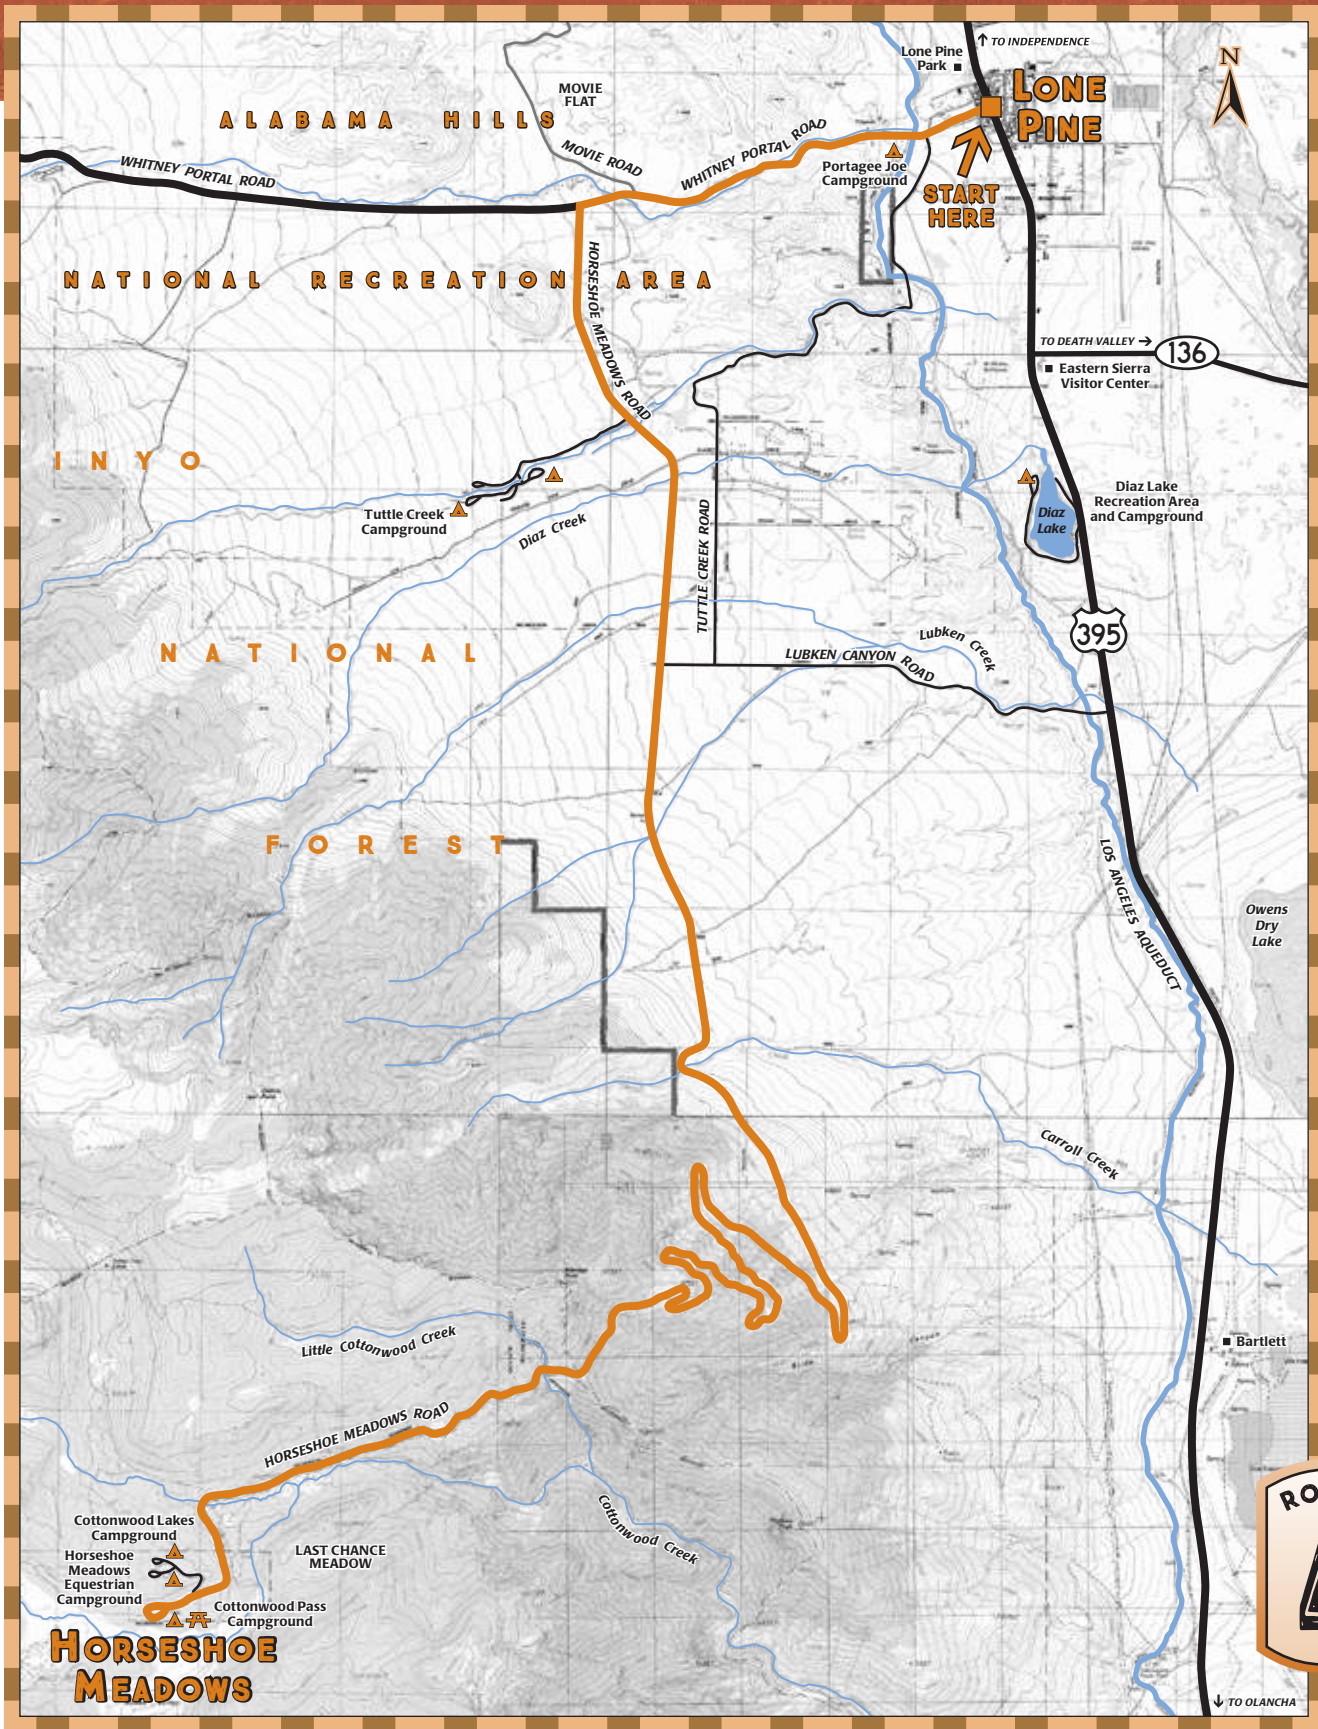 ↑ TO INDEPENDENCE
Lone Pine
Park
N
LONE
PINE
MOVIE
FLAT
ALABAMA HILLS
WHITNEY PORTAL ROAD
MOVIE ROAD
WHITNEY PORTAL ROAD
Portagee Joe
Campground
START
HERE
NATIONAL RECREATION AREA
HORSESHOE MEADOWS ROAD
TO DEATH VALLEY →
136
Eastern Sierra
Visitor Center
INYO
Tuttle Creek
Campground
Diaz Creek
TUTTLE CREEK ROAD
Diaz
Lake
Diaz Lake
Recreation Area
and Campground
395
NATIONAL
LUBKEN CANYON ROAD
Lubken Creek
FOREST
LOS ANGELES AQUEDUCT
Owens
Dry
Lake
Carroll Creek
Little Cottonwood Creek
Bartlett
HORSESHOE MEADOWS ROAD
Cottonwood Creek
Cottonwood Lakes
Campground
Horseshoe
Meadows
Equestrian
Campground
LAST CHANCE
MEADOW
Cottonwood Pass
Campground
HORSESHOE
MEADOWS
↓ TO OLANCHA